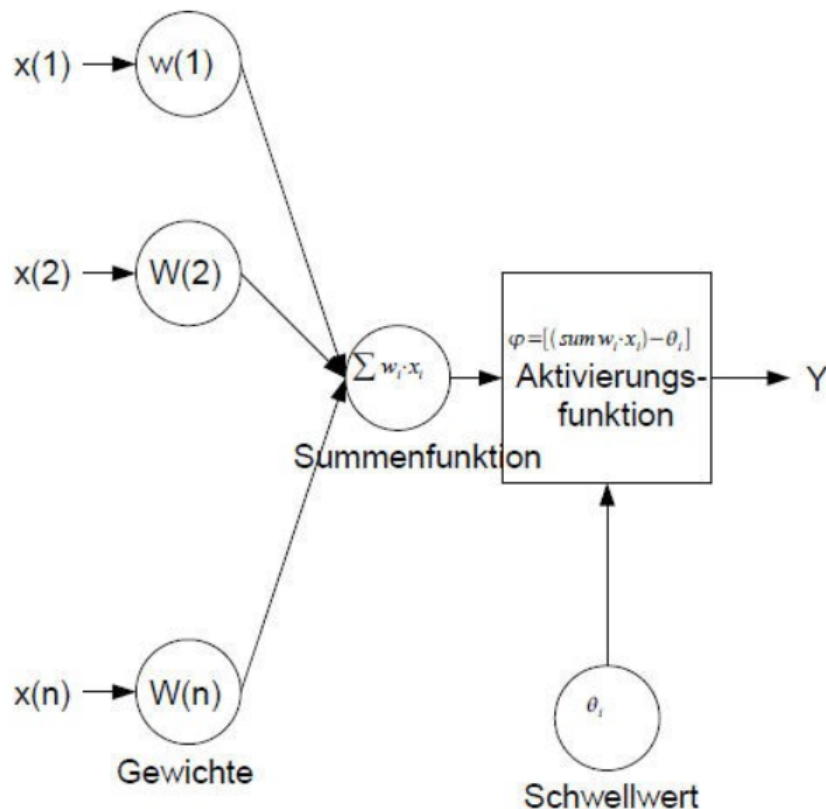 x(1)
w(1)
x(2)
W(2)
∑ wᵢ·xᵢ
Summenfunktion
φ=[(sum wᵢ·xᵢ)−θᵢ]
Aktivierungs-
funktion
Y
x(n)
W(n)
Gewichte
θᵢ
Schwellwert